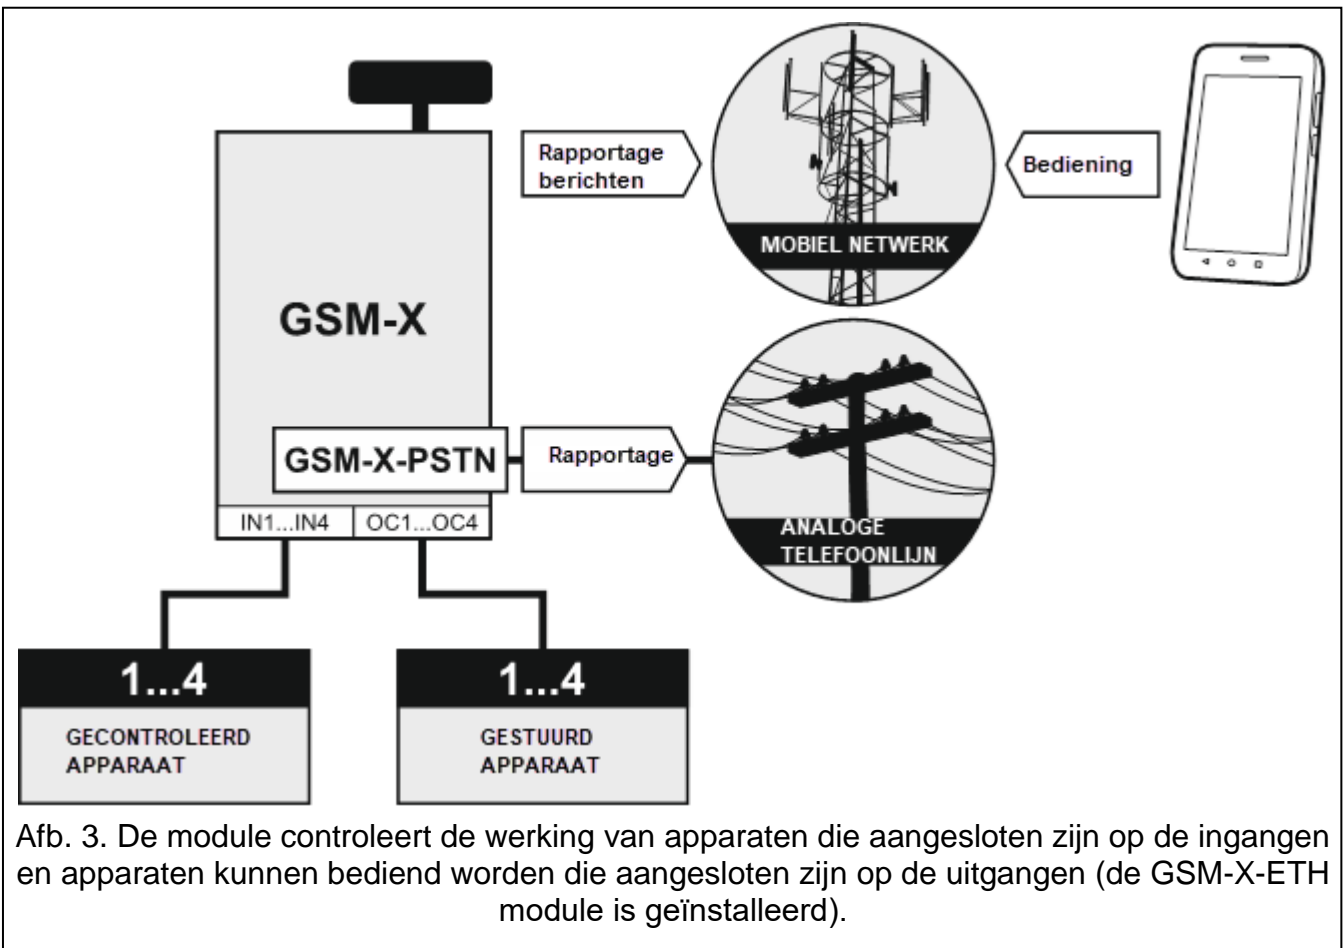 Rapportage
berichten
MOBIEL NETWERK
Bediening
GSM-X
GSM-X-PSTN
Rapportage
ANALOGE
TELEFOONLIJN
IN1...IN4
OC1...OC4
1...4
GECONTROLEERD
APPARAAT
1...4
GESTUURD
APPARAAT
Afb. 3. De module controleert de werking van apparaten die aangesloten zijn op de ingangen
en apparaten kunnen bediend worden die aangesloten zijn op de uitgangen (de GSM-X-ETH
module is geïnstalleerd).